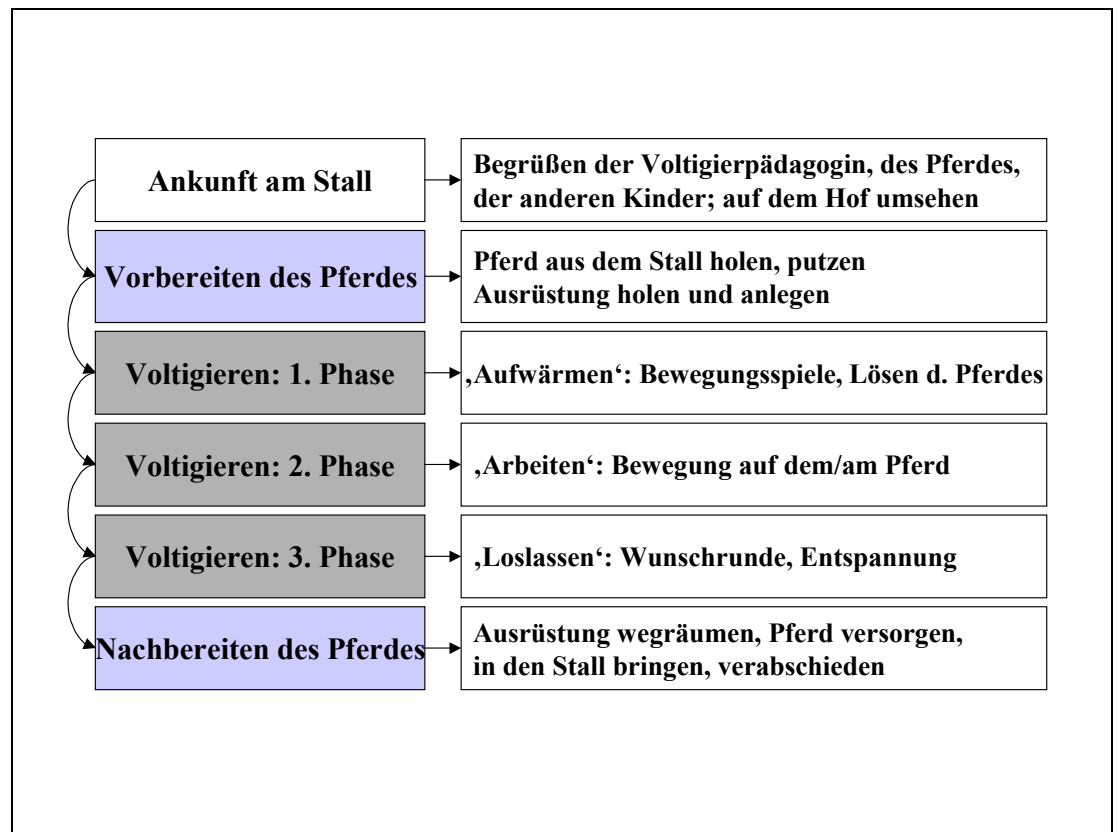 Ankunft am Stall
Begrüßen der Voltigierpädagogin, des Pferdes,
der anderen Kinder; auf dem Hof umsehen
Vorbereiten des Pferdes
Pferd aus dem Stall holen, putzen
Ausrüstung holen und anlegen
Voltigieren: 1. Phase
‚Aufwärmen‘: Bewegungsspiele, Lösen d. Pferdes
Voltigieren: 2. Phase
‚Arbeiten‘: Bewegung auf dem/am Pferd
Voltigieren: 3. Phase
‚Loslassen‘: Wunschrunde, Entspannung
Nachbereiten des Pferdes
Ausrüstung wegräumen, Pferd versorgen,
in den Stall bringen, verabschieden